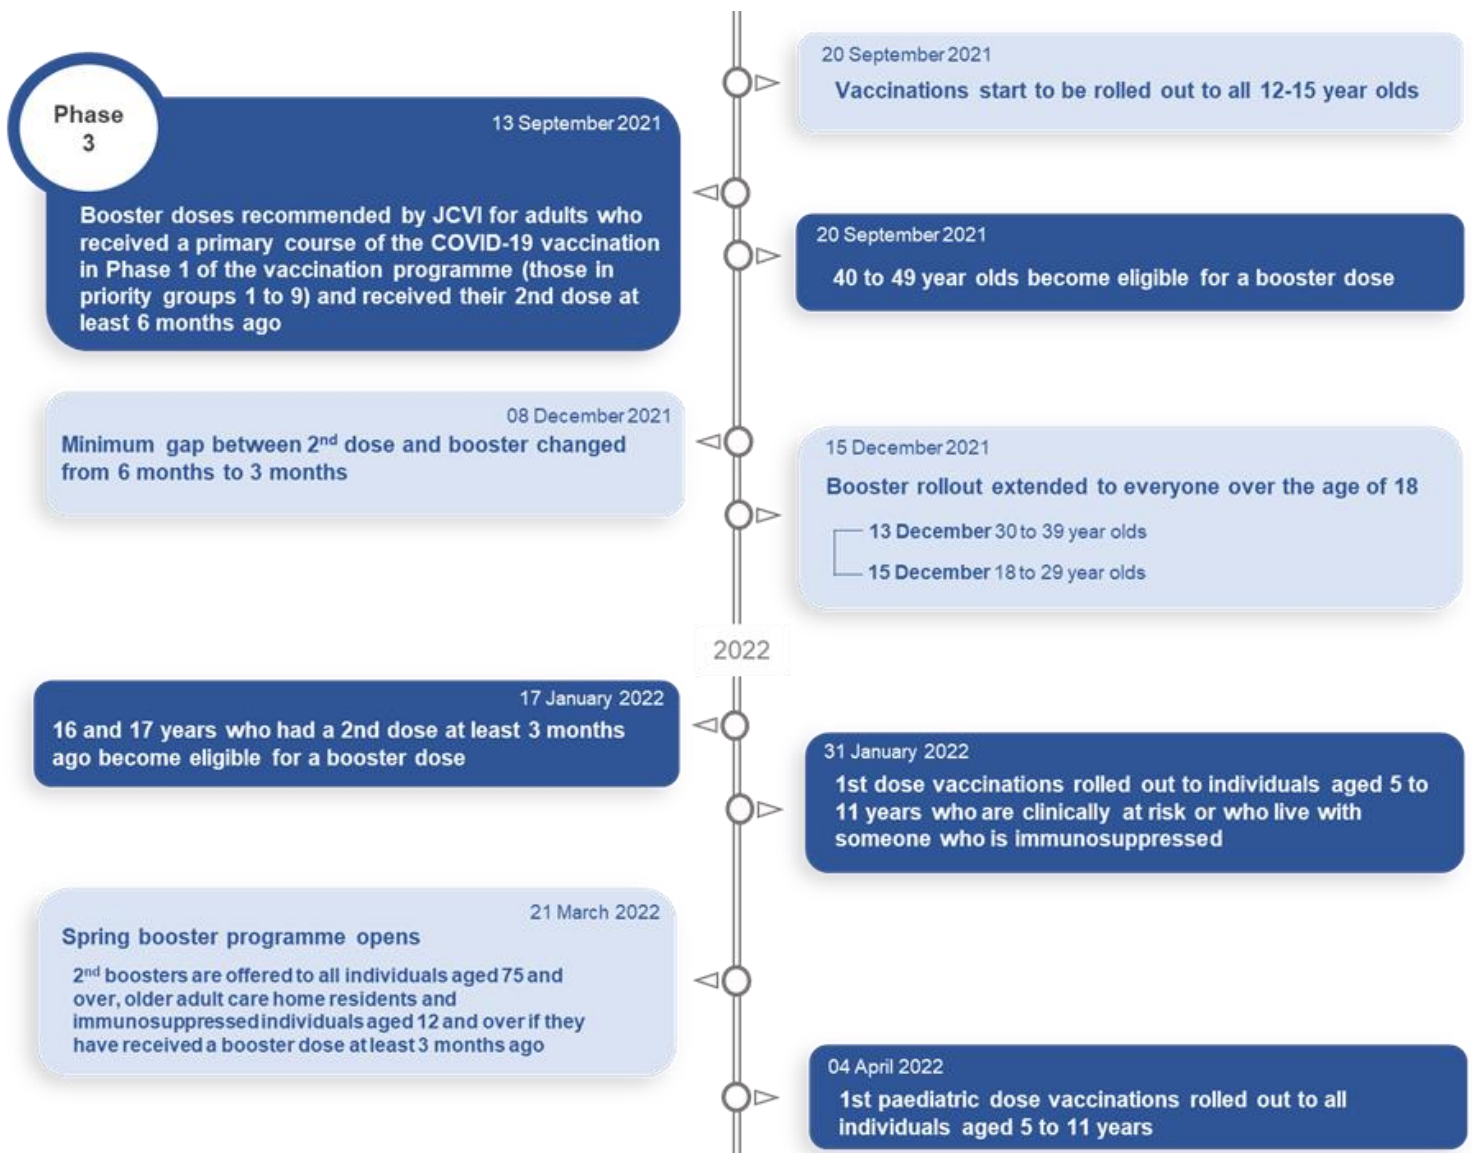 20 September 2021
Vaccinations start to be rolled out to all 12-15 year olds
Phase
3
13 September 2021
Booster doses recommended by JCVI for adults who
received a primary course of the COVID-19 vaccination
in Phase 1 of the vaccination programme (those in
priority groups 1 to 9) and received their 2nd dose at
least 6 months ago
20 September 2021
40 to 49 year olds become eligible for a booster dose
08 December 2021
Minimum gap between 2nd dose and booster changed
from 6 months to 3 months
15 December 2021
Booster rollout extended to everyone over the age of 18
13 December 30 to 39 year olds
15 December 18 to 29 year olds
2022
17 January 2022
16 and 17 years who had a 2nd dose at least 3 months
ago become eligible for a booster dose
31 January 2022
1st dose vaccinations rolled out to individuals aged 5 to
11 years who are clinically at risk or who live with
someone who is immunosuppressed
21 March 2022
Spring booster programme opens
2nd boosters are offered to all individuals aged 75 and
over, older adult care home residents and
immunosuppressed individuals aged 12 and over if they
have received a booster dose at least 3 months ago
04 April 2022
1st paediatric dose vaccinations rolled out to all
individuals aged 5 to 11 years